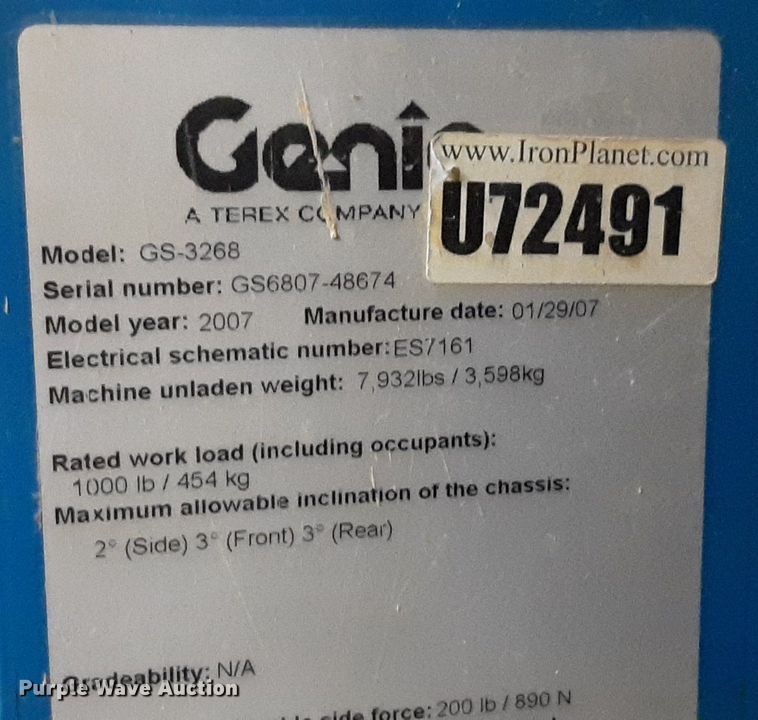 Geni
A TEREX COMPANY
www.IronPlanet.com
U72491
Model: GS-3268
Serial number: GS6807-48674
Model year: 2007 Manufacture date: 01/29/07
Electrical schematic number:ES7161
Machine unladen weight: 7,932lbs / 3,598kg
Rated work load (including occupants):
1000 lb / 454 kg
Maximum allowable inclination of the chassis:
2° (Side) 3° (Front) 3° (Rear)
Gradeability: N/A
Purple Wave Auction
side force: 200 lb / 890 N